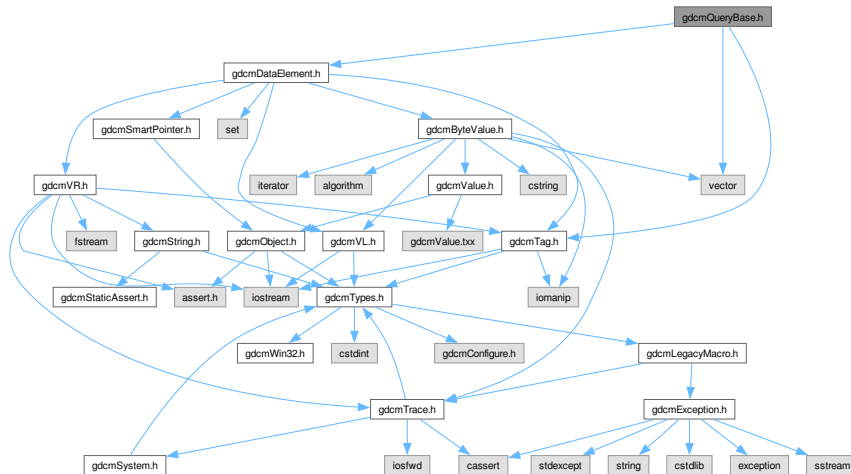 gdcmQueryBase.h
gdcmDataElement.h
gdcmSmartPointer.h
set
gdcmByteValue.h
gdcmVR.h
iterator
algorithm
gdcmValue.h
cstring
vector
fstream
gdcmString.h
gdcmObject.h
gdcmVL.h
gdcmValue.txx
gdcmTag.h
gdcmStaticAssert.h
assert.h
iostream
gdcmTypes.h
iomanip
gdcmWin32.h
cstdint
gdcmConfigure.h
gdcmLegacyMacro.h
gdcmTrace.h
gdcmException.h
gdcmSystem.h
iosfwd
cassert
stdexcept
string
cstdlib
exception
sstream